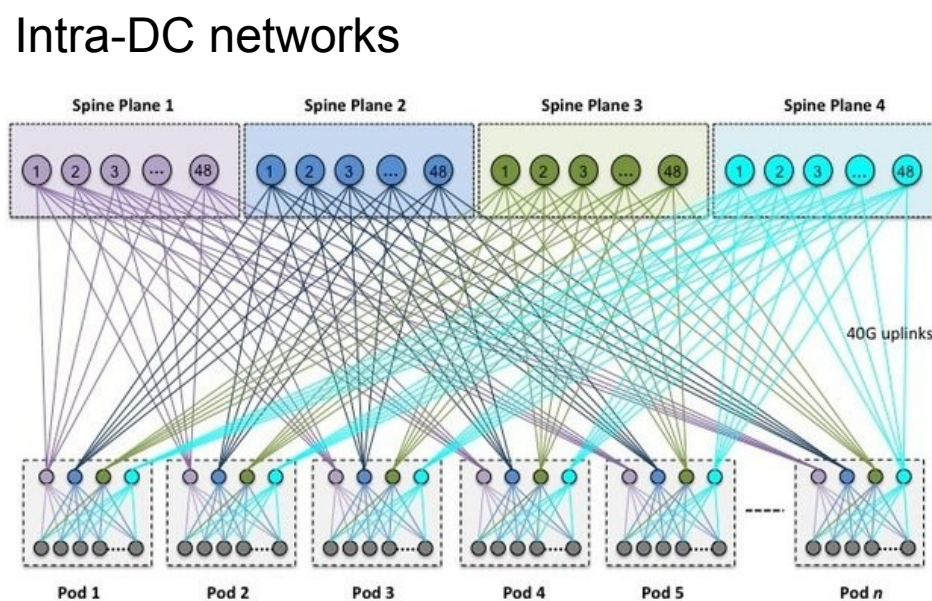 Intra-DC networks
Spine Plane 1 Spine Plane 2 Spine Plane 3 Spine Plane 4
1 2 3 ... 48 1 2 3 ... 48 1 2 3 ... 48 1 2 3 ... 48
40G uplinks
Pod 1 Pod 2 Pod 3 Pod 4 Pod 5 Pod n